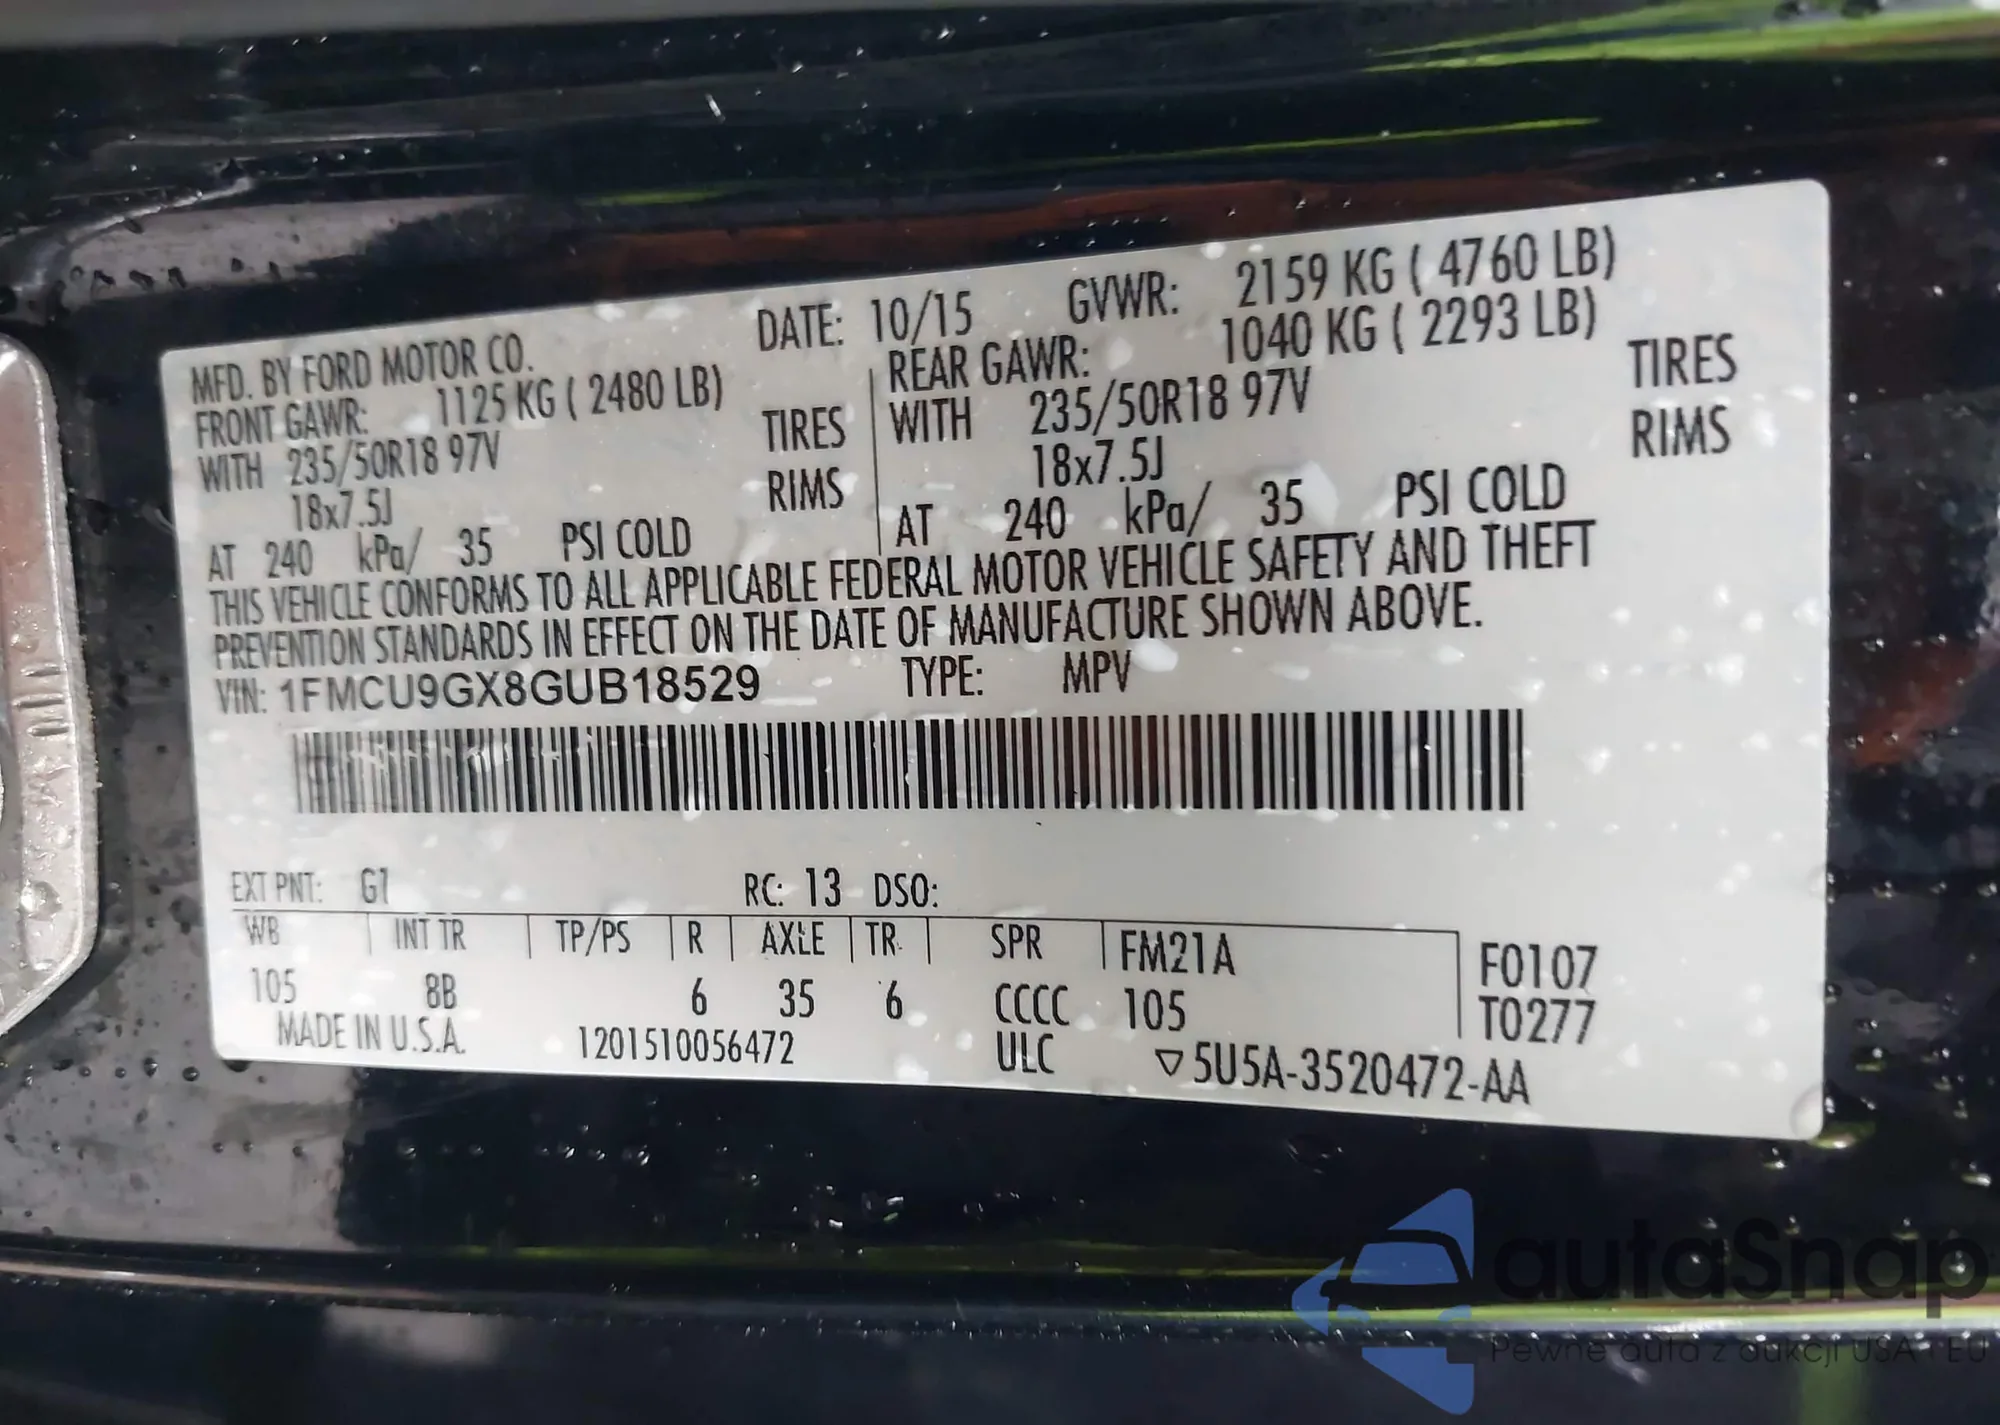 MFD. BY FORD MOTOR CO. DATE: 10/15 GVWR: 2159 KG ( 4760 LB)
FRONT GAWR: 1125 KG ( 2480 LB) REAR GAWR: 1040 KG ( 2293 LB)
WITH 235/50R18 97V TIRES WITH 235/50R18 97V TIRES
18x7.5J RIMS 18x7.5J RIMS
AT 240 kPa/ 35 PSI COLD AT 240 kPa/ 35 PSI COLD
THIS VEHICLE CONFORMS TO ALL APPLICABLE FEDERAL MOTOR VEHICLE SAFETY AND THEFT
PREVENTION STANDARDS IN EFFECT ON THE DATE OF MANUFACTURE SHOWN ABOVE.
VIN: 1FMCU9GX8GUB18529 TYPE: MPV
EXT PNT: G1 RC: 13 DSO:
WB INT TR TP/PS R AXLE TR SPR FM21A F0107
105 8B 6 35 6 CCCC 105 T0277
MADE IN U.S.A. 1201510056472 ULC ▽5U5A-3520472-AA
autaSnap
Pewne auta z aukcji USA i EU